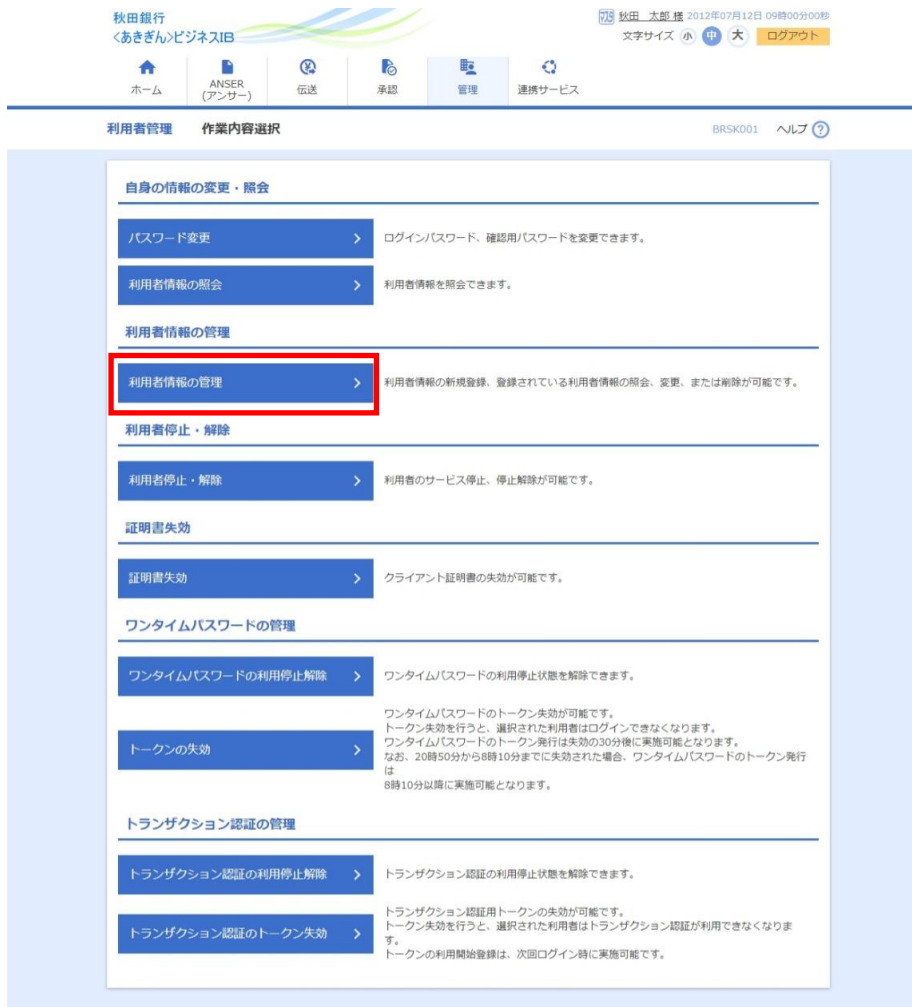 秋田銀行
<あきぎん>ビジネスIB
秋田 太郎 様 2012年07月12日 09時00分00秒
文字サイズ 小 中 大 ログアウト
ホーム
ANSER
(アンサー)
伝送
承認
管理
連携サービス
利用者管理 作業内容選択
BRSK001 ヘルプ ?
自身の情報の変更・照会
パスワード変更
ログインパスワード、確認用パスワードを変更できます。
利用者情報の照会
利用者情報を照会できます。
利用者情報の管理
利用者情報の管理
利用者情報の新規登録、登録されている利用者情報の照会、変更、または削除が可能です。
利用者停止・解除
利用者停止・解除
利用者のサービス停止、停止解除が可能です。
証明書失効
証明書失効
クライアント証明書の失効が可能です。
ワンタイムパスワードの管理
ワンタイムパスワードの利用停止解除
ワンタイムパスワードの利用停止状態を解除できます。
トークンの失効
ワンタイムパスワードのトークン失効が可能です。
トークン失効を行うと、選択された利用者はログインできなくなります。
ワンタイムパスワードのトークン発行は失効の30分後に実施可能となります。
なお、20時50分から8時10分までに失効された場合、ワンタイムパスワードのトークン発行
は
8時10分以降に実施可能となります。
トランザクション認証の管理
トランザクション認証の利用停止解除
トランザクション認証の利用停止状態を解除できます。
トランザクション認証のトークン失効
トランザクション認証用トークンの失効が可能です。
トークン失効を行うと、選択された利用者はトランザクション認証が利用できなくなりま
す。
トークンの利用開始登録は、次回ログイン時に実施可能です。